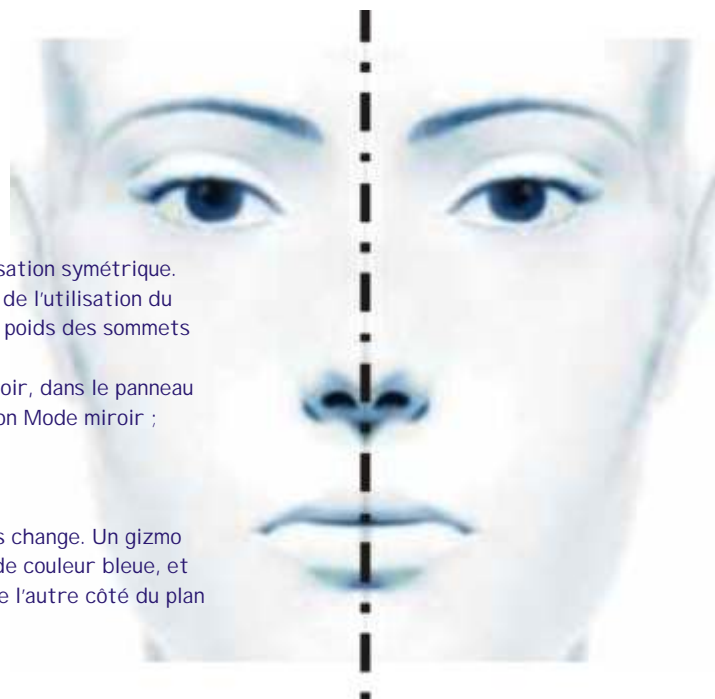 sation symétrique.
de l'utilisation du
poids des sommets
oir, dans le panneau
on Mode miroir ;
s change. Un gizmo
de couleur bleue, et
e l'autre côté du plan